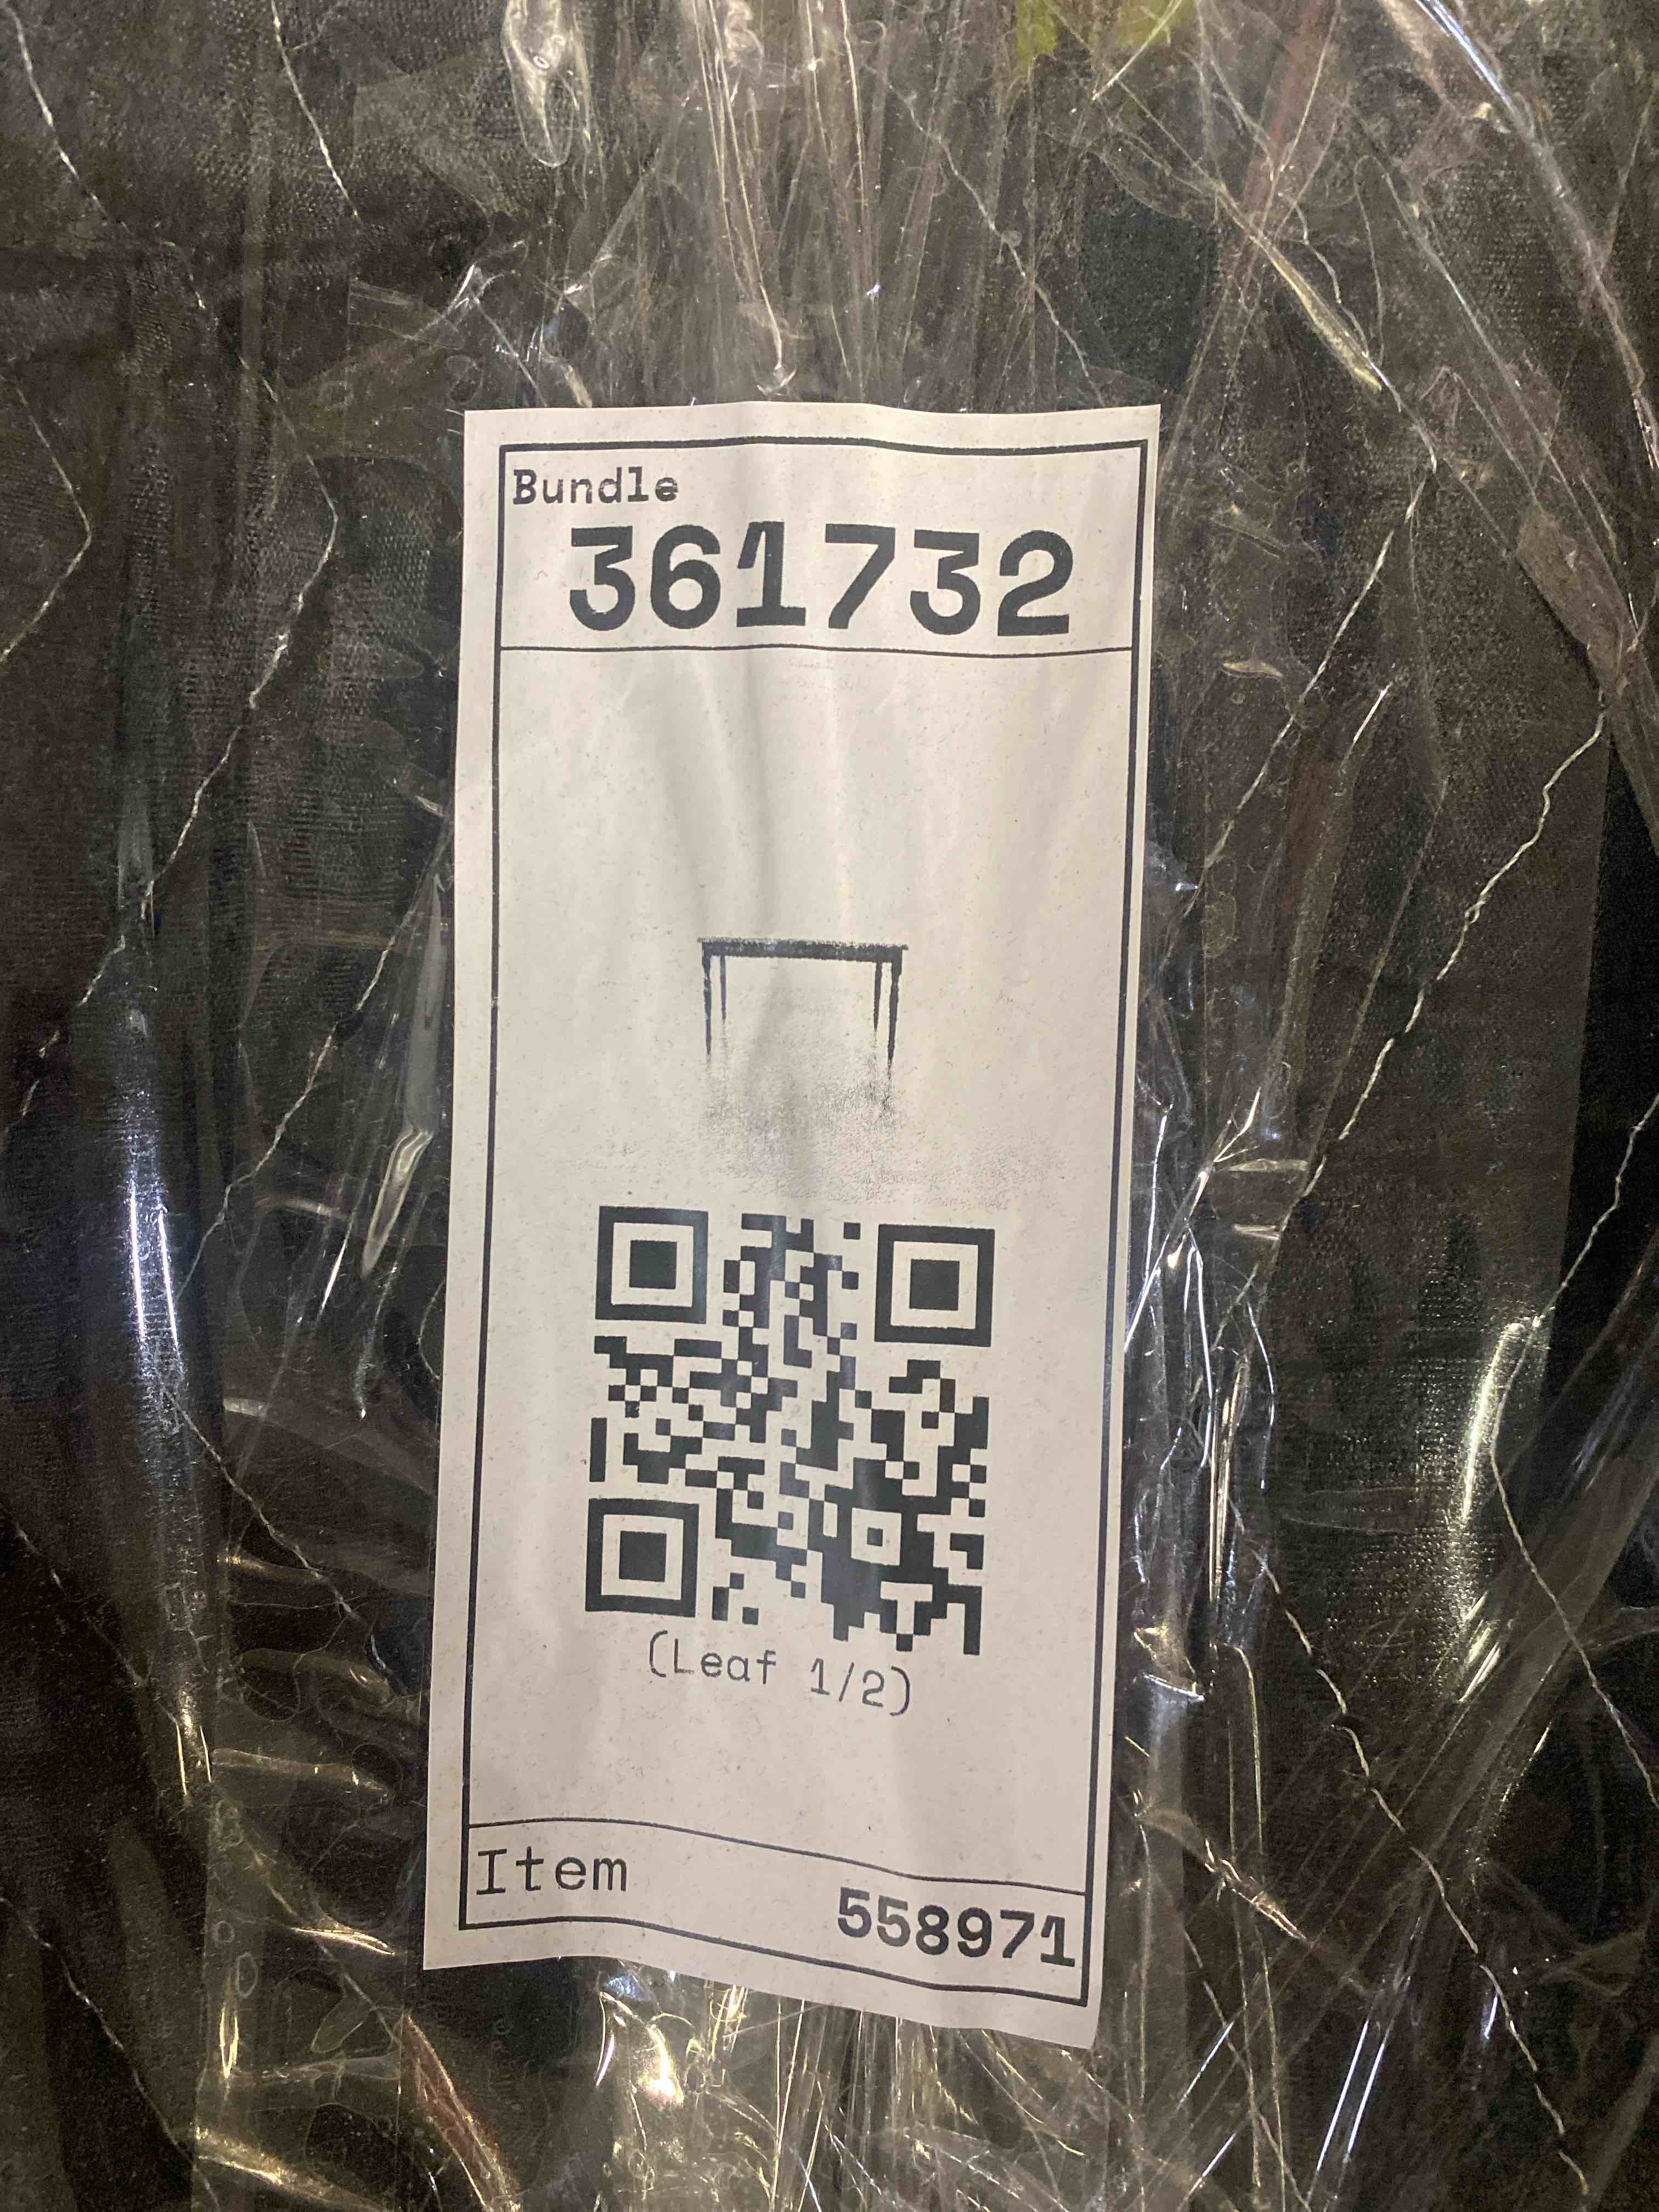 Bundle
361732
(Leaf 1/2)
Item
558971